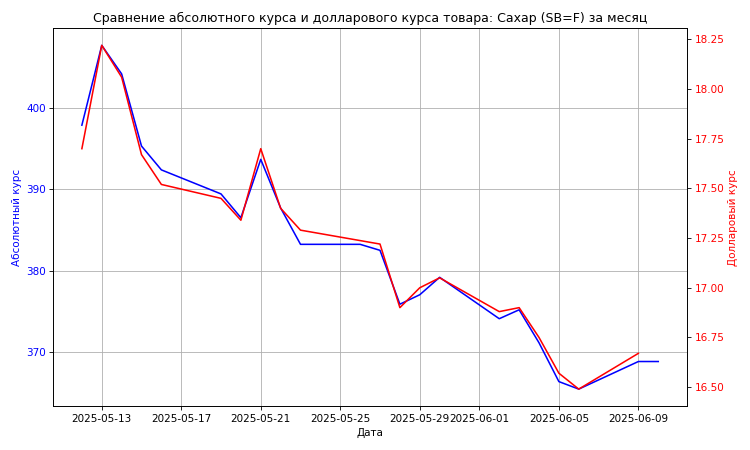 Сравнение абсолютного курса и долларового курса товара: Сахар (SB=F) за месяц
Абсолютный курс
400
390
380
370
18.25
18.00
17.75
17.50
17.25
17.00
16.75
16.50
Долларовый курс
2025-05-13 2025-05-17 2025-05-21 2025-05-25 2025-05-29 2025-06-01 2025-06-05 2025-06-09
Дата